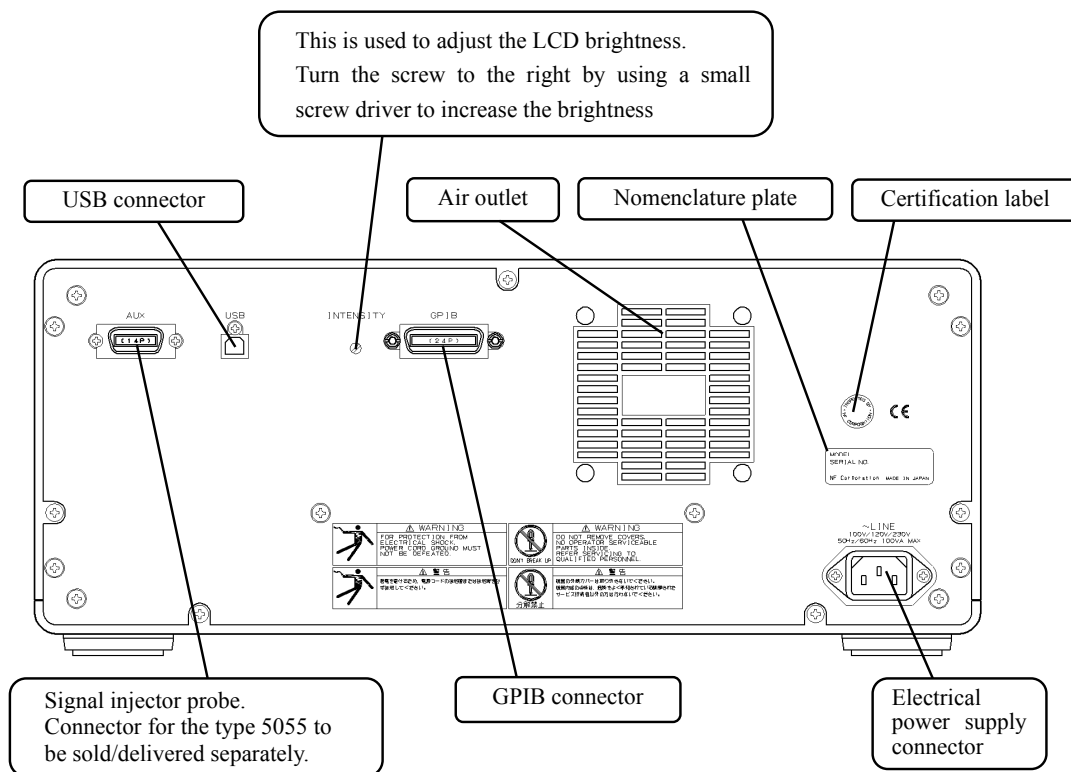 This is used to adjust the LCD brightness.
Turn the screw to the right by using a small
screw driver to increase the brightness
USB connector
Air outlet
Nomenclature plate
Certification label
AUX
USB
INTENSITY
GPIB
(14P)
(24P)
CE
MODEL
SERIAL NO.
NF Corporation MADE IN JAPAN
⚠ WARNING
FOR PROTECTION FROM
ELECTRICAL SHOCK.
POWER CORD GROUND MUST
NOT BE DEFEATED.
DON'T BREAK UP
⚠ WARNING
DO NOT REMOVE COVERS.
NO OPERATOR SERVICEABLE
PARTS INSIDE.
REFER SERVICING TO
QUALIFIED PERSONNEL.
⚠ 警告
分解禁止
⚠ 警告
~LINE
100V/120V/230V
50Hz/60Hz 100VA MAX
Signal injector probe.
Connector for the type 5055 to
be sold/delivered separately.
GPIB connector
Electrical
power supply
connector